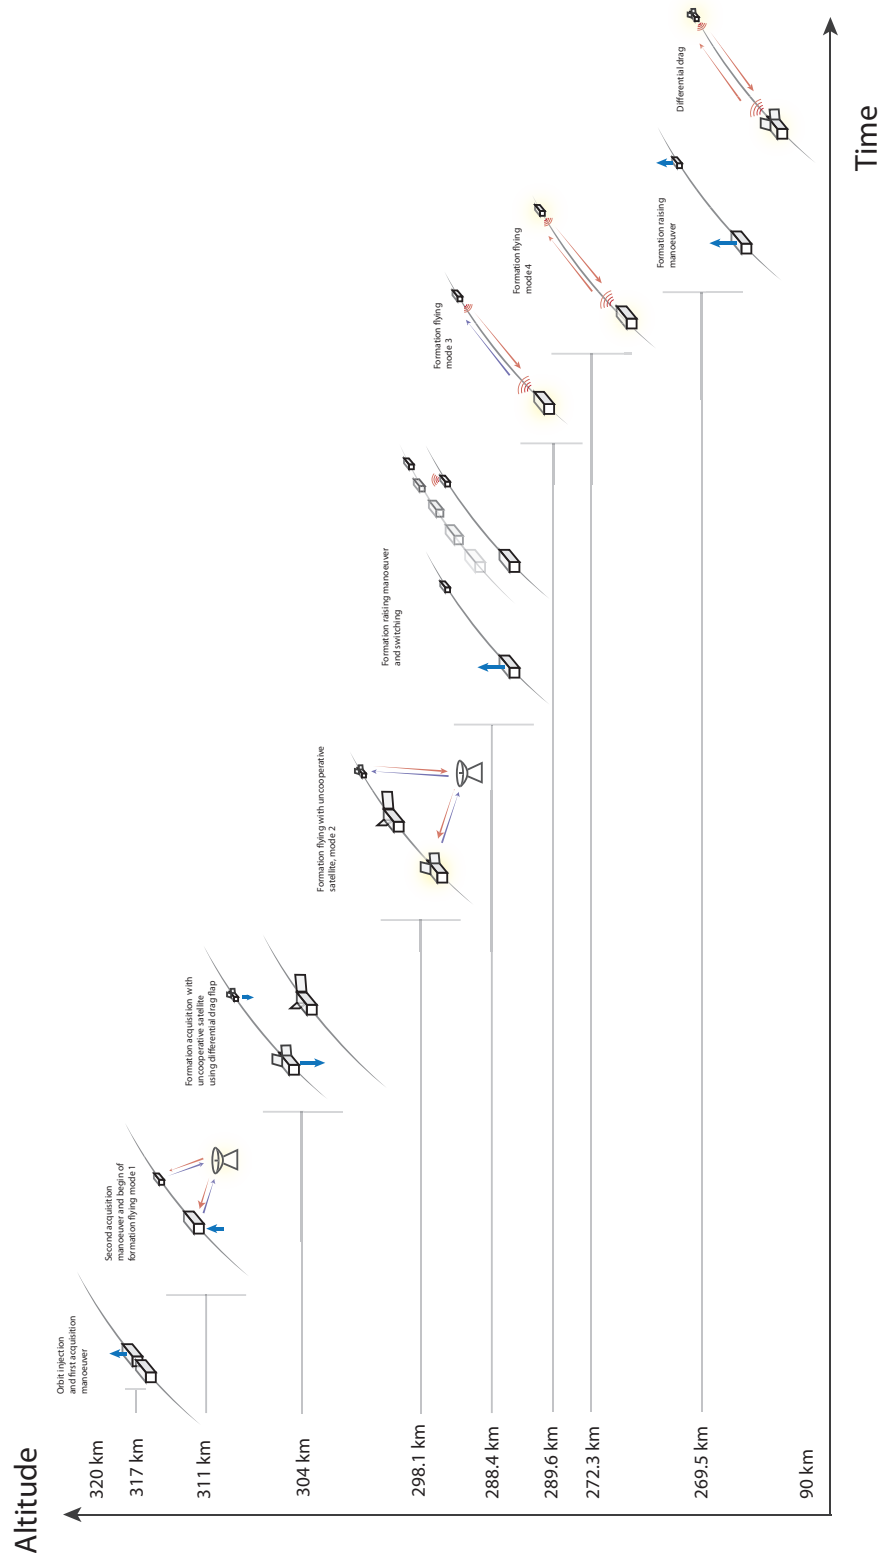 Altitude
320 km
317 km
311 km
304 km
298.1 km
288.4 km
289.6 km
272.3 km
269.5 km
90 km
Orbit injection
and first acquisition
manoeuver
Second acquisition
manoeuver and begin of
formation flying mode 1
Formation acquisition with
uncooperative satellite
using differential drag flap
Formation flying with uncooperative
satellite, mode 2
Formation raising manoeuver
and switching
Formation flying
mode 3
Formation flying
mode 4
Formation raising
manoeuver
Differential drag
Time